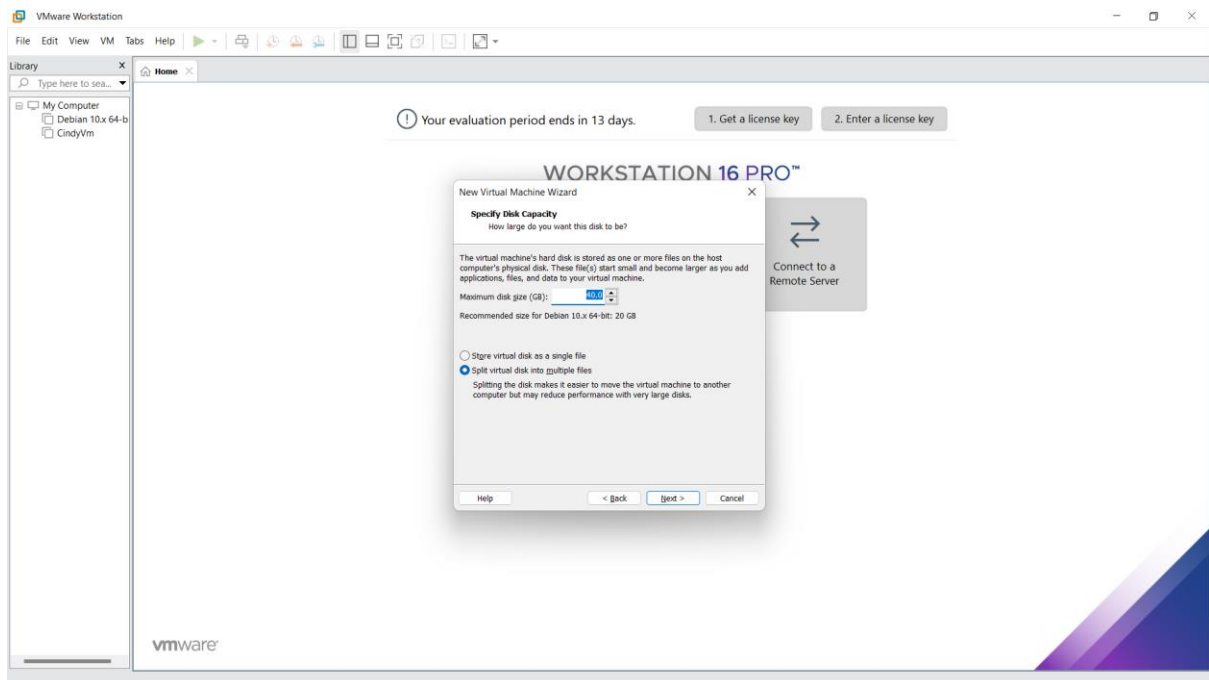 VMware Workstation
File Edit View VM Tabs Help
Library X
Type here to sea...
My Computer
Debian 10.x 64-b
CindyVm
Home
Your evaluation period ends in 13 days.
1. Get a license key
2. Enter a license key
WORKSTATION 16 PRO™
Connect to a
Remote Server
New Virtual Machine Wizard
Specify Disk Capacity
How large do you want this disk to be?
The virtual machine's hard disk is stored as one or more files on the host
computer's physical disk. These file(s) start small and become larger as you add
applications, files, and data to your virtual machine.
Maximum disk size (GB): 40.0
Recommended size for Debian 10.x 64-bit: 20 GB
Store virtual disk as a single file
Split virtual disk into multiple files
Splitting the disk makes it easier to move the virtual machine to another
computer but may reduce performance with very large disks.
Help < Back Next > Cancel
vmware